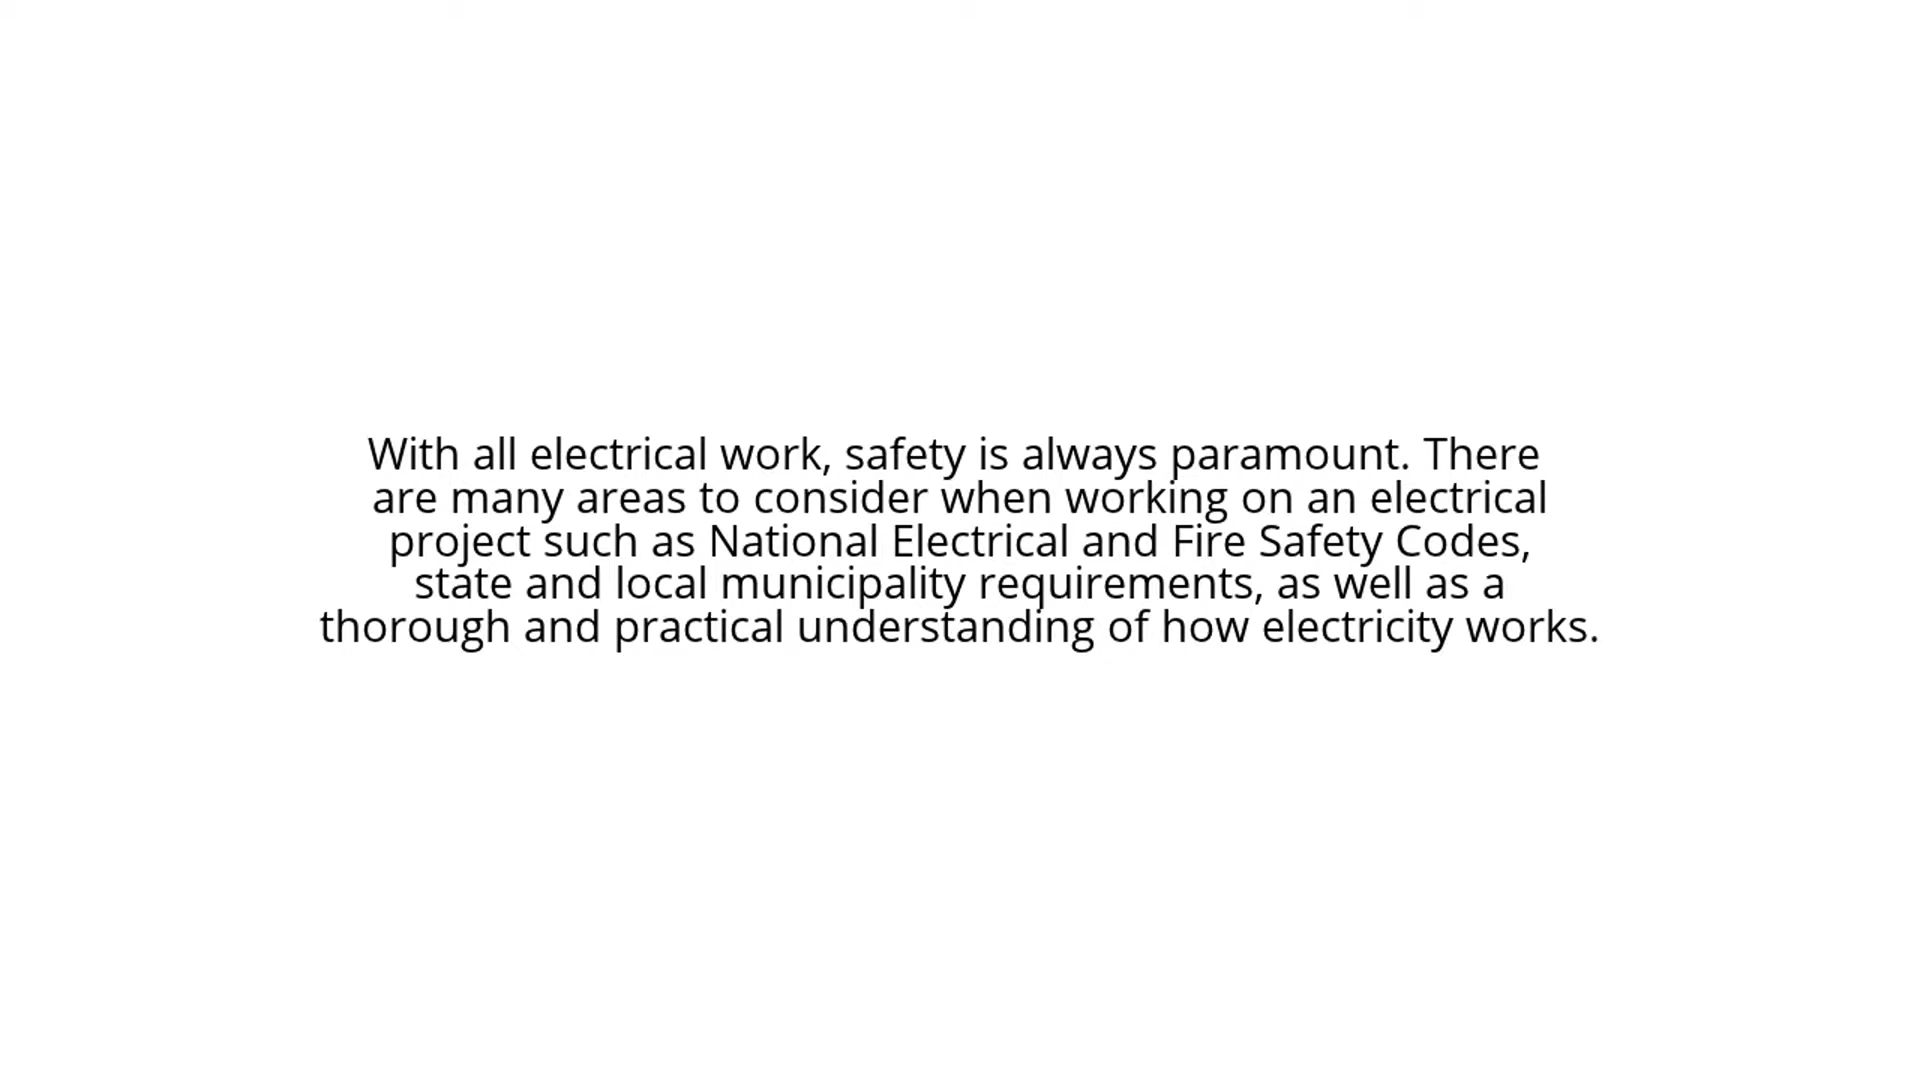 With all electrical work, safety is always paramount. There
are many areas to consider when working on an electrical
project such as National Electrical and Fire Safety Codes,
state and local municipality requirements, as well as a
thorough and practical understanding of how electricity works.